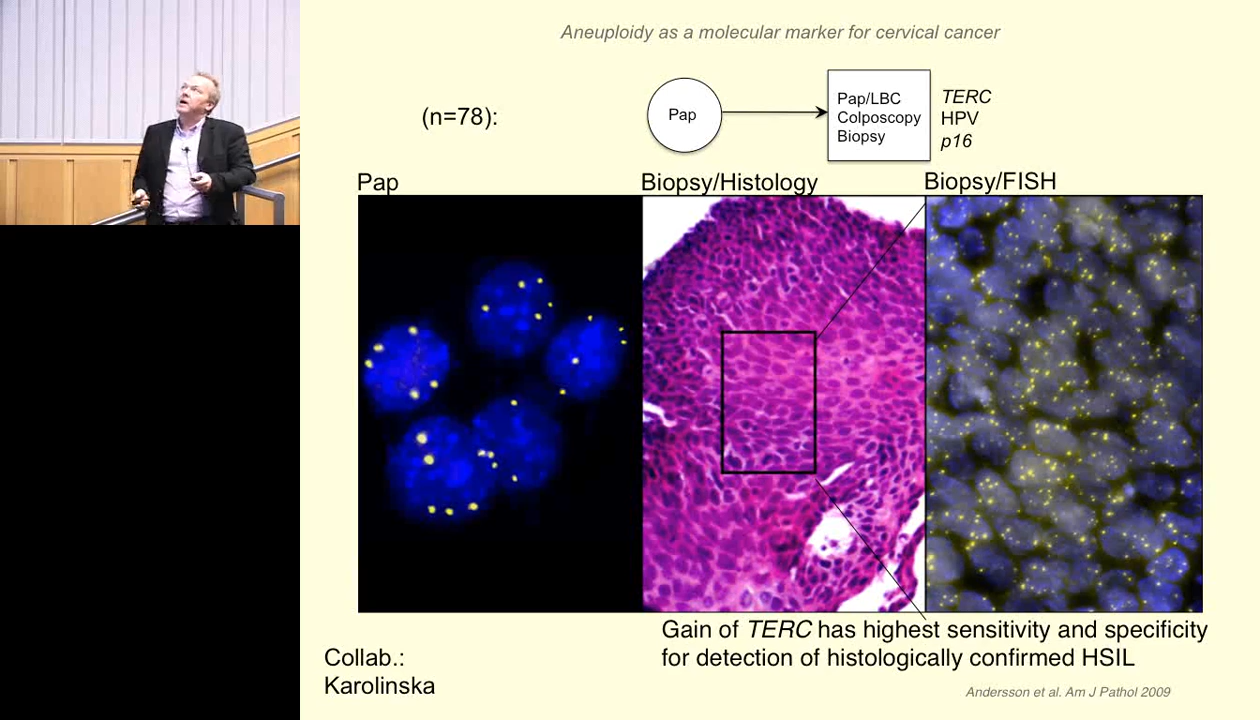 Aneuploidy as a molecular marker for cervical cancer
(n=78):
Pap
Pap/LBC
Colposcopy
Biopsy
TERC
HPV
p16
Pap
Biopsy/Histology
Biopsy/FISH
Gain of TERC has highest sensitivity and specificity
for detection of histologically confirmed HSIL
Collab.:
Karolinska
Andersson et al. Am J Pathol 2009